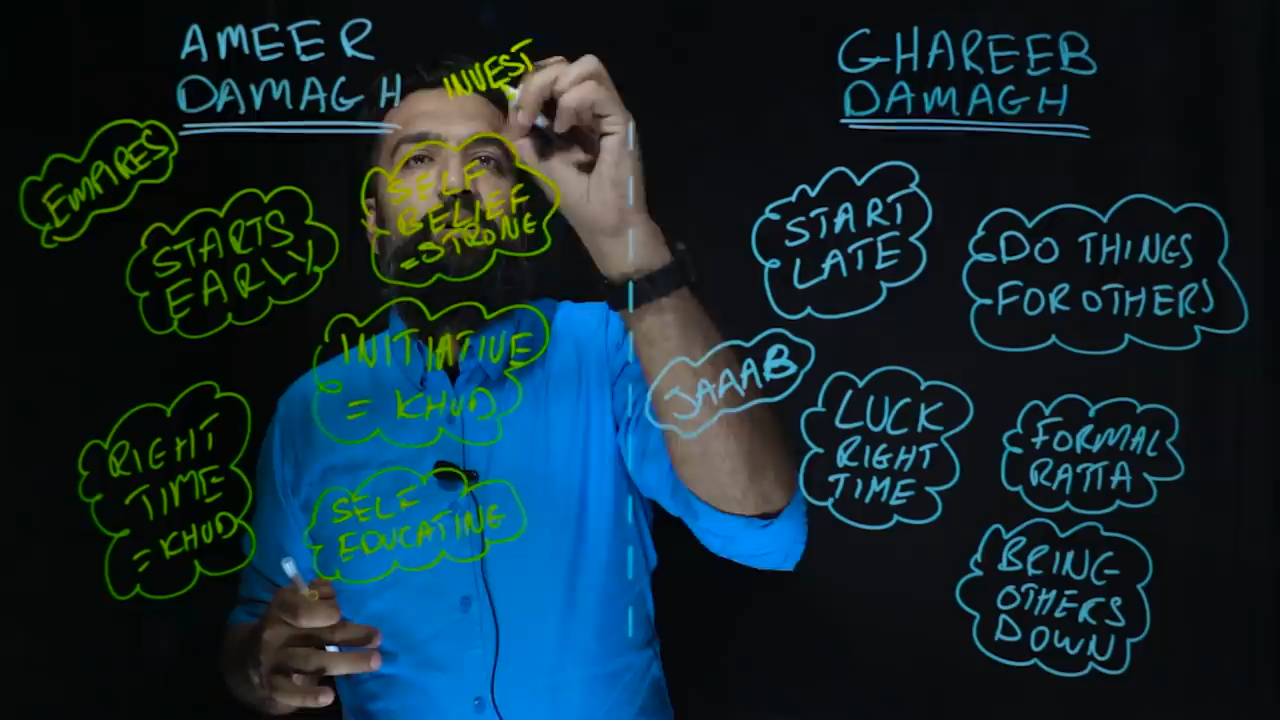 AMEER
DAMAGH
INVEST
EMPIRES
STARTS
EARLY
SELF
BELIEF
=STRONG
INITIATIVE
= KHUD
RIGHT
TIME
=KHUD
SELF
EDUCATING
GHAREEB
DAMAGH
START
LATE
DO THINGS
FOR OTHERS
JAAAB
LUCK
RIGHT
TIME
FORMAL
RATTA
BRING
OTHERS
DOWN